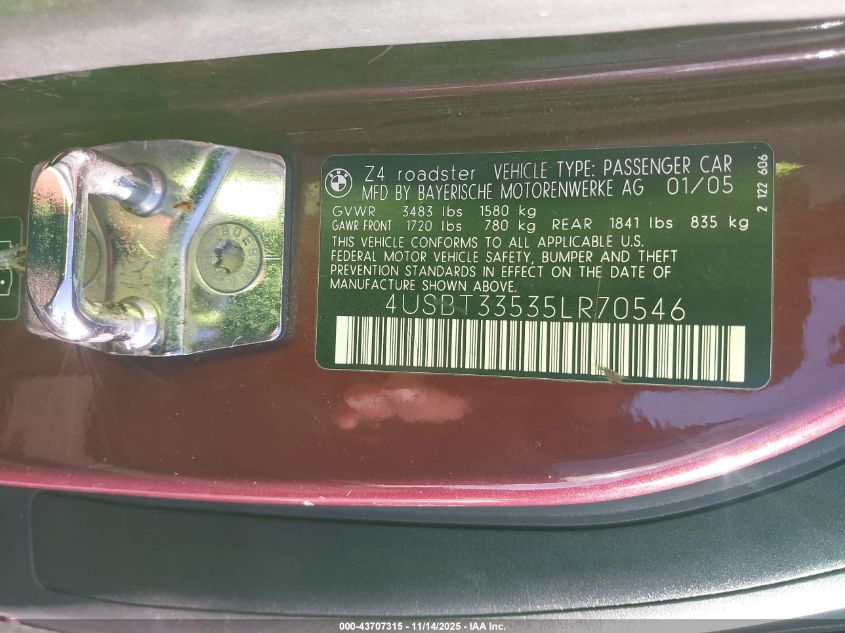 BMW
Z4 roadster VEHICLE TYPE: PASSENGER CAR
MFD BY BAYERISCHE MOTORENWERKE AG 01/05
GVWR 3483 lbs 1580 kg
GAWR FRONT 1720 lbs 780 kg REAR 1841 lbs 835 kg
THIS VEHICLE CONFORMS TO ALL APPLICABLE U.S.
FEDERAL MOTOR VEHICLE SAFETY, BUMPER AND THEFT
PREVENTION STANDARDS IN EFFECT ON THE DATE OF
MANUFACTURE SHOWN ABOVE.
4USBT33535LR70546
2 122 606
000-43707315 - 11/14/2025 - IAA Inc.